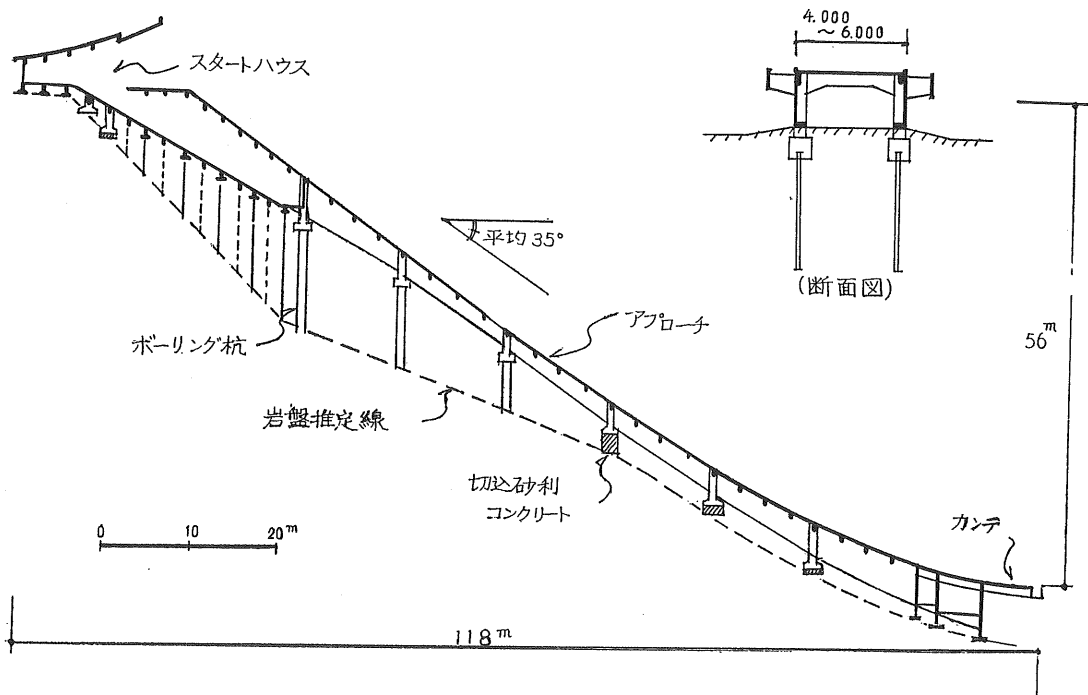 スタートハウス
4.000
～6.000
(断面図)
平均35°
56m
アプローチ
ボーリング杭
岩盤推定線
切込砂利
コンクリート
カンテ
0 10 20m
118m